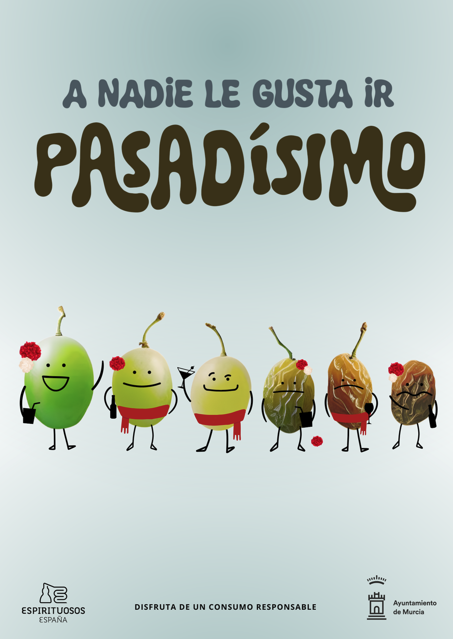 A NADiE LE GUSTA iR
PASADÍSIMO
ESPIRITUOSOS
ESPAÑA
DISFRUTA DE UN CONSUMO RESPONSABLE
Ayuntamiento
de Murcia